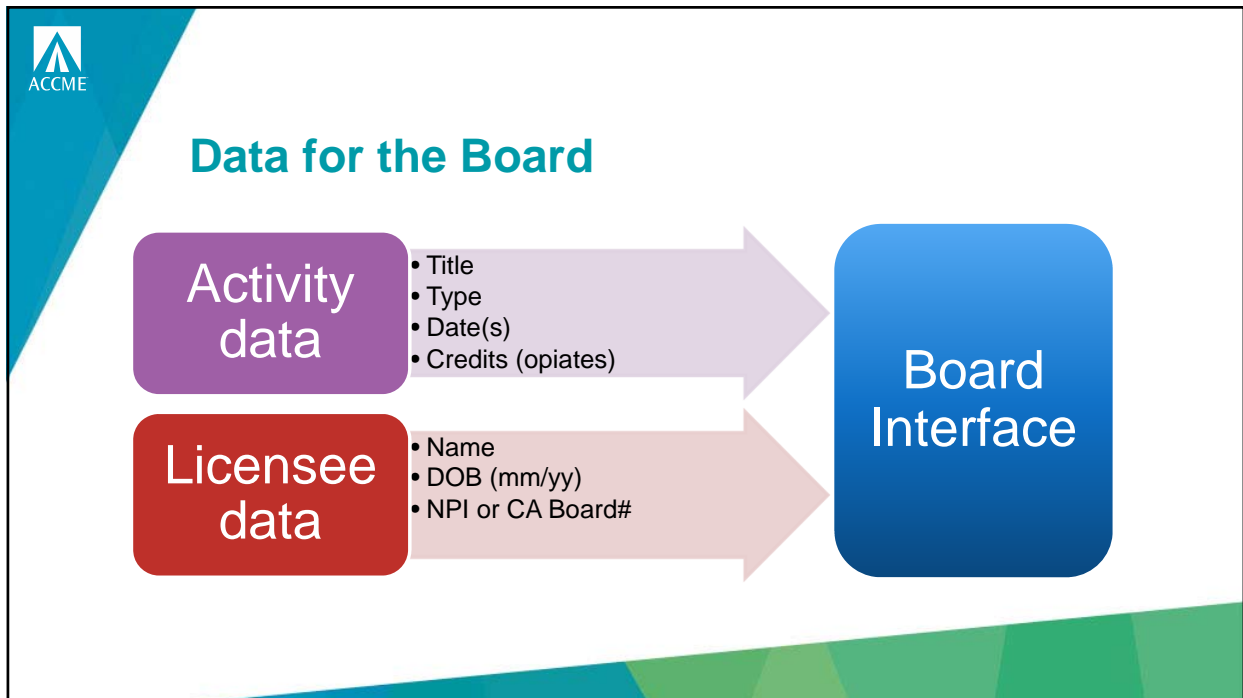 ACCME
Data for the Board
Activity
data
• Title
• Type
• Date(s)
• Credits (opiates)
Licensee
data
• Name
• DOB (mm/yy)
• NPI or CA Board#
Board
Interface